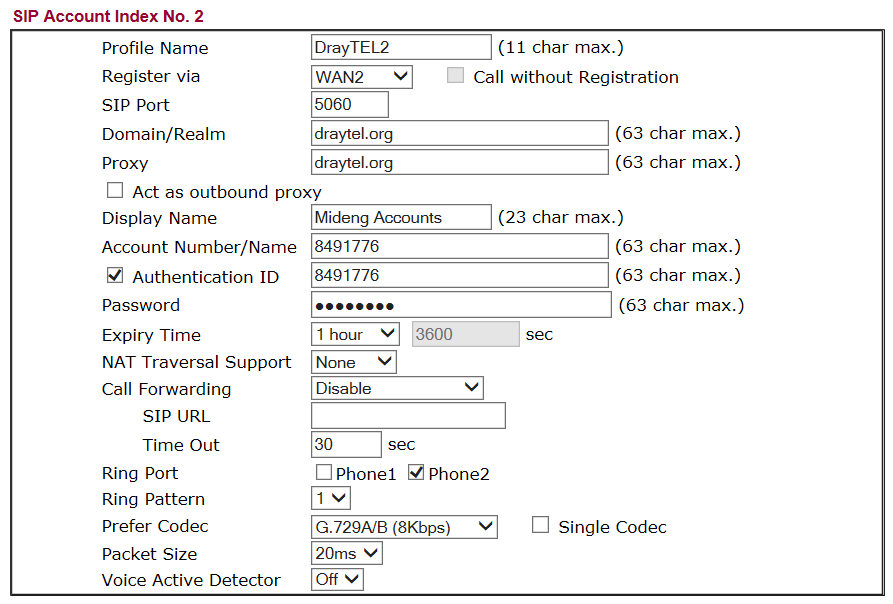 SIP Account Index No. 2
Profile Name DrayTEL2 (11 char max.)
Register via WAN2 Call without Registration
SIP Port 5060
Domain/Realm draytel.org (63 char max.)
Proxy draytel.org (63 char max.)
Act as outbound proxy
Display Name Mideng Accounts (23 char max.)
Account Number/Name 8491776 (63 char max.)
Authentication ID 8491776 (63 char max.)
Password ●●●●●●●● (63 char max.)
Expiry Time 1 hour 3600 sec
NAT Traversal Support None
Call Forwarding Disable
SIP URL
Time Out 30 sec
Ring Port Phone1 Phone2
Ring Pattern 1
Prefer Codec G.729A/B (8Kbps) Single Codec
Packet Size 20ms
Voice Active Detector Off